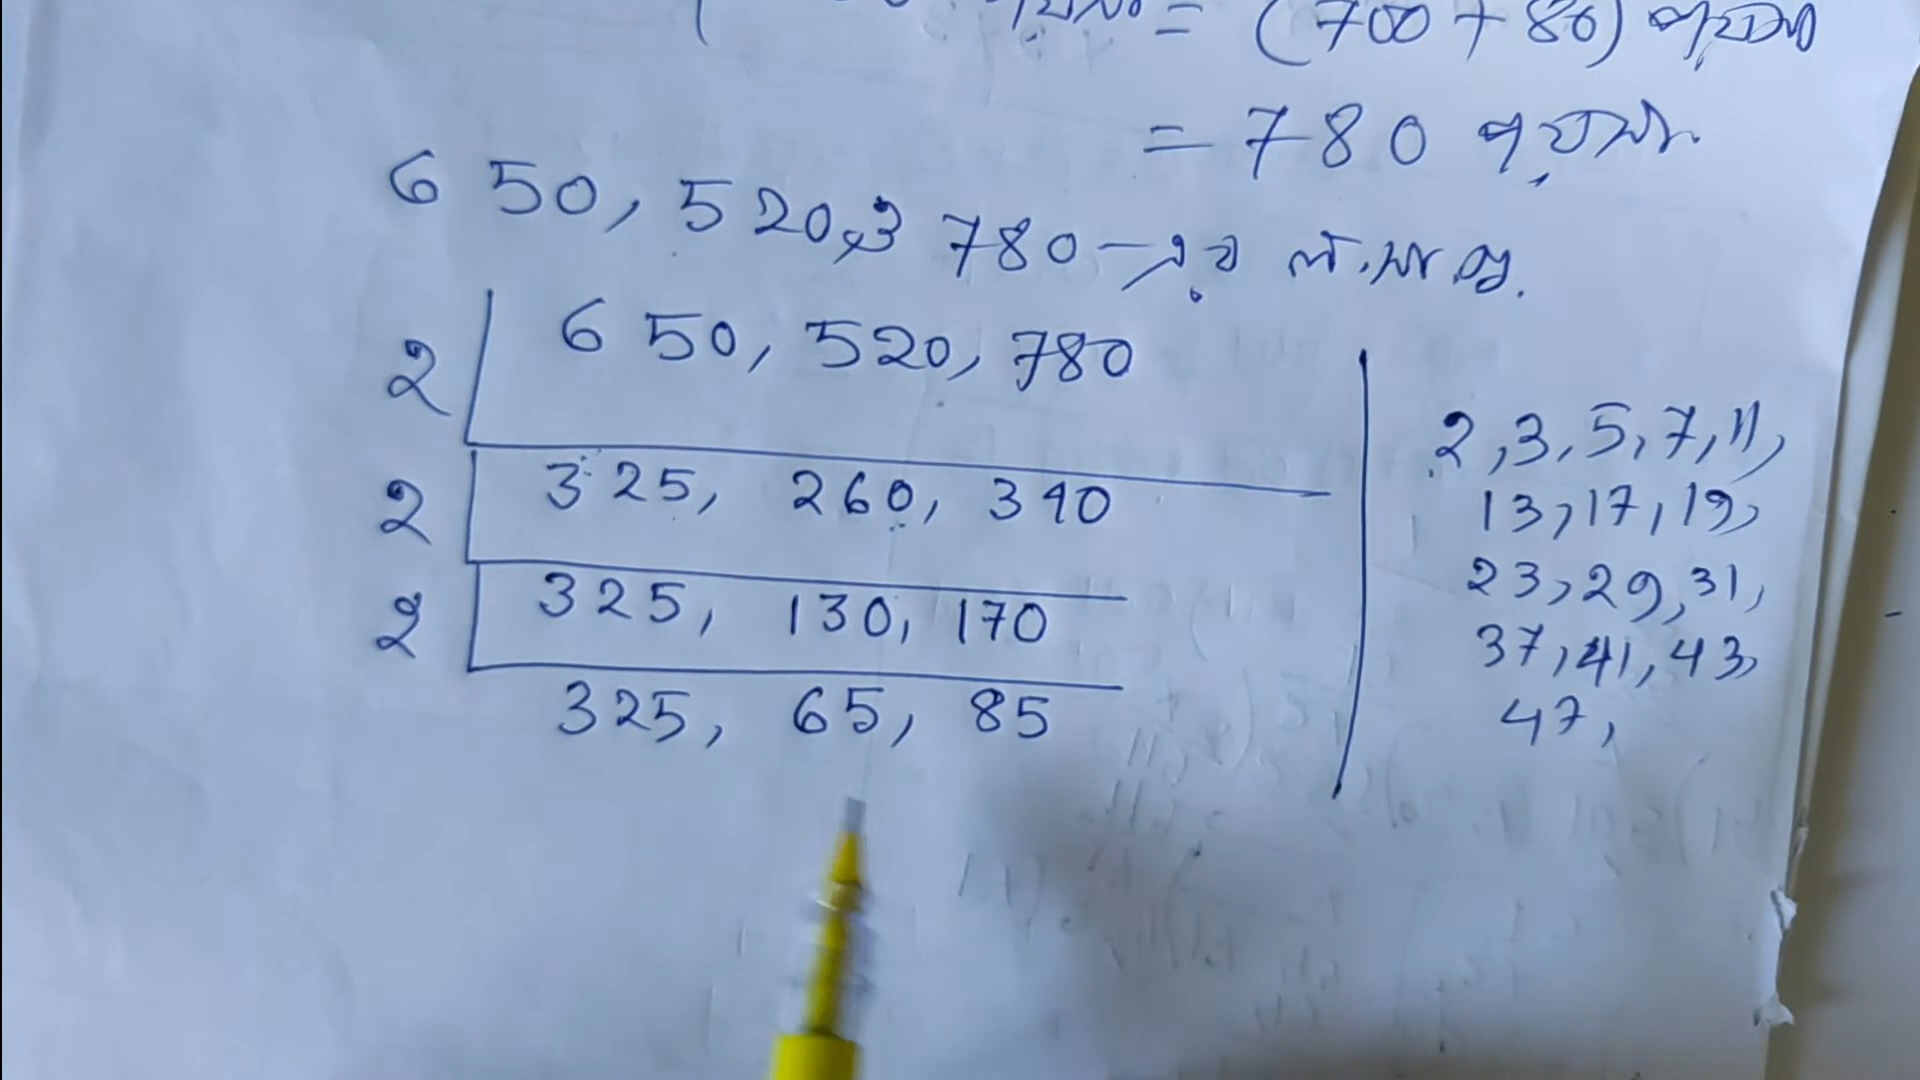 পয়সা = (700 + 80) পয়সা
= 780 পয়সা
650, 520, ও 780-এর ল.সা.গু.
2 650, 520, 780
2 325, 260, 340
2 325, 130, 170
325, 65, 85
2, 3, 5, 7, 11,
13, 17, 19,
23, 29, 31,
37, 41, 43,
47,